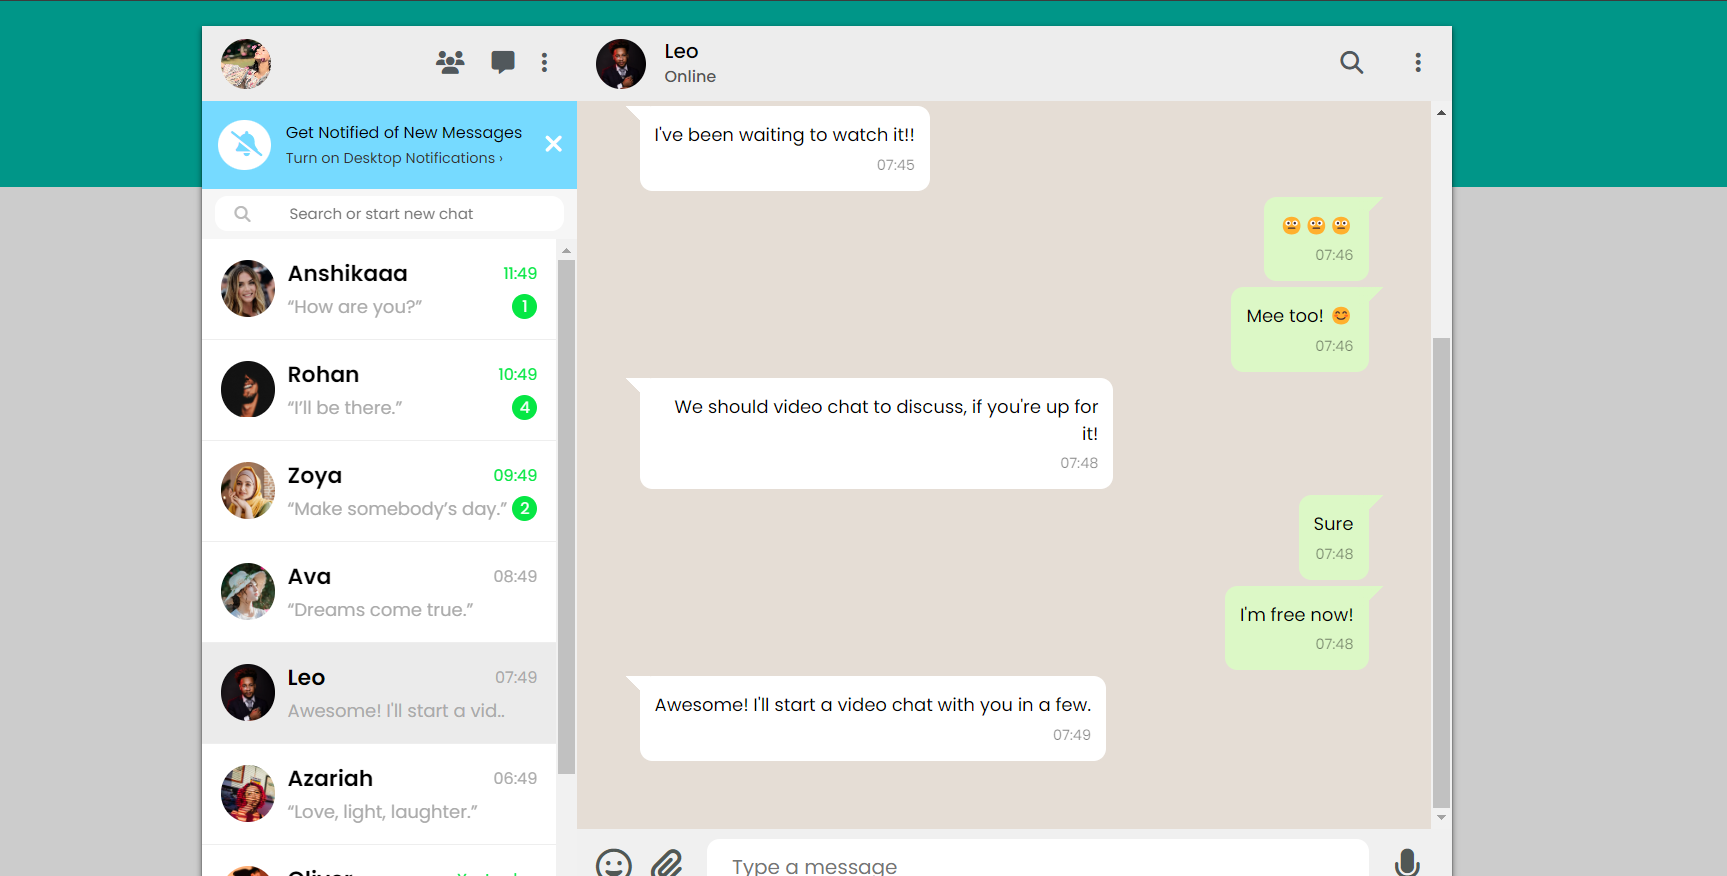 Get Notified of New Messages
Turn on Desktop Notifications ›
Search or start new chat
Anshikaaa 11:49
“How are you?” 1
Rohan 10:49
“I’ll be there.” 4
Zoya 09:49
“Make somebody’s day.” 2
Ava 08:49
“Dreams come true.”
Leo 07:49
Awesome! I'll start a vid..
Azariah 06:49
“Love, light, laughter.”
Leo
Online
I've been waiting to watch it!!
07:45
07:46
Mee too! 😊
07:46
We should video chat to discuss, if you're up for
it!
07:48
Sure
07:48
I'm free now!
07:48
Awesome! I'll start a video chat with you in a few.
07:49
Type a message